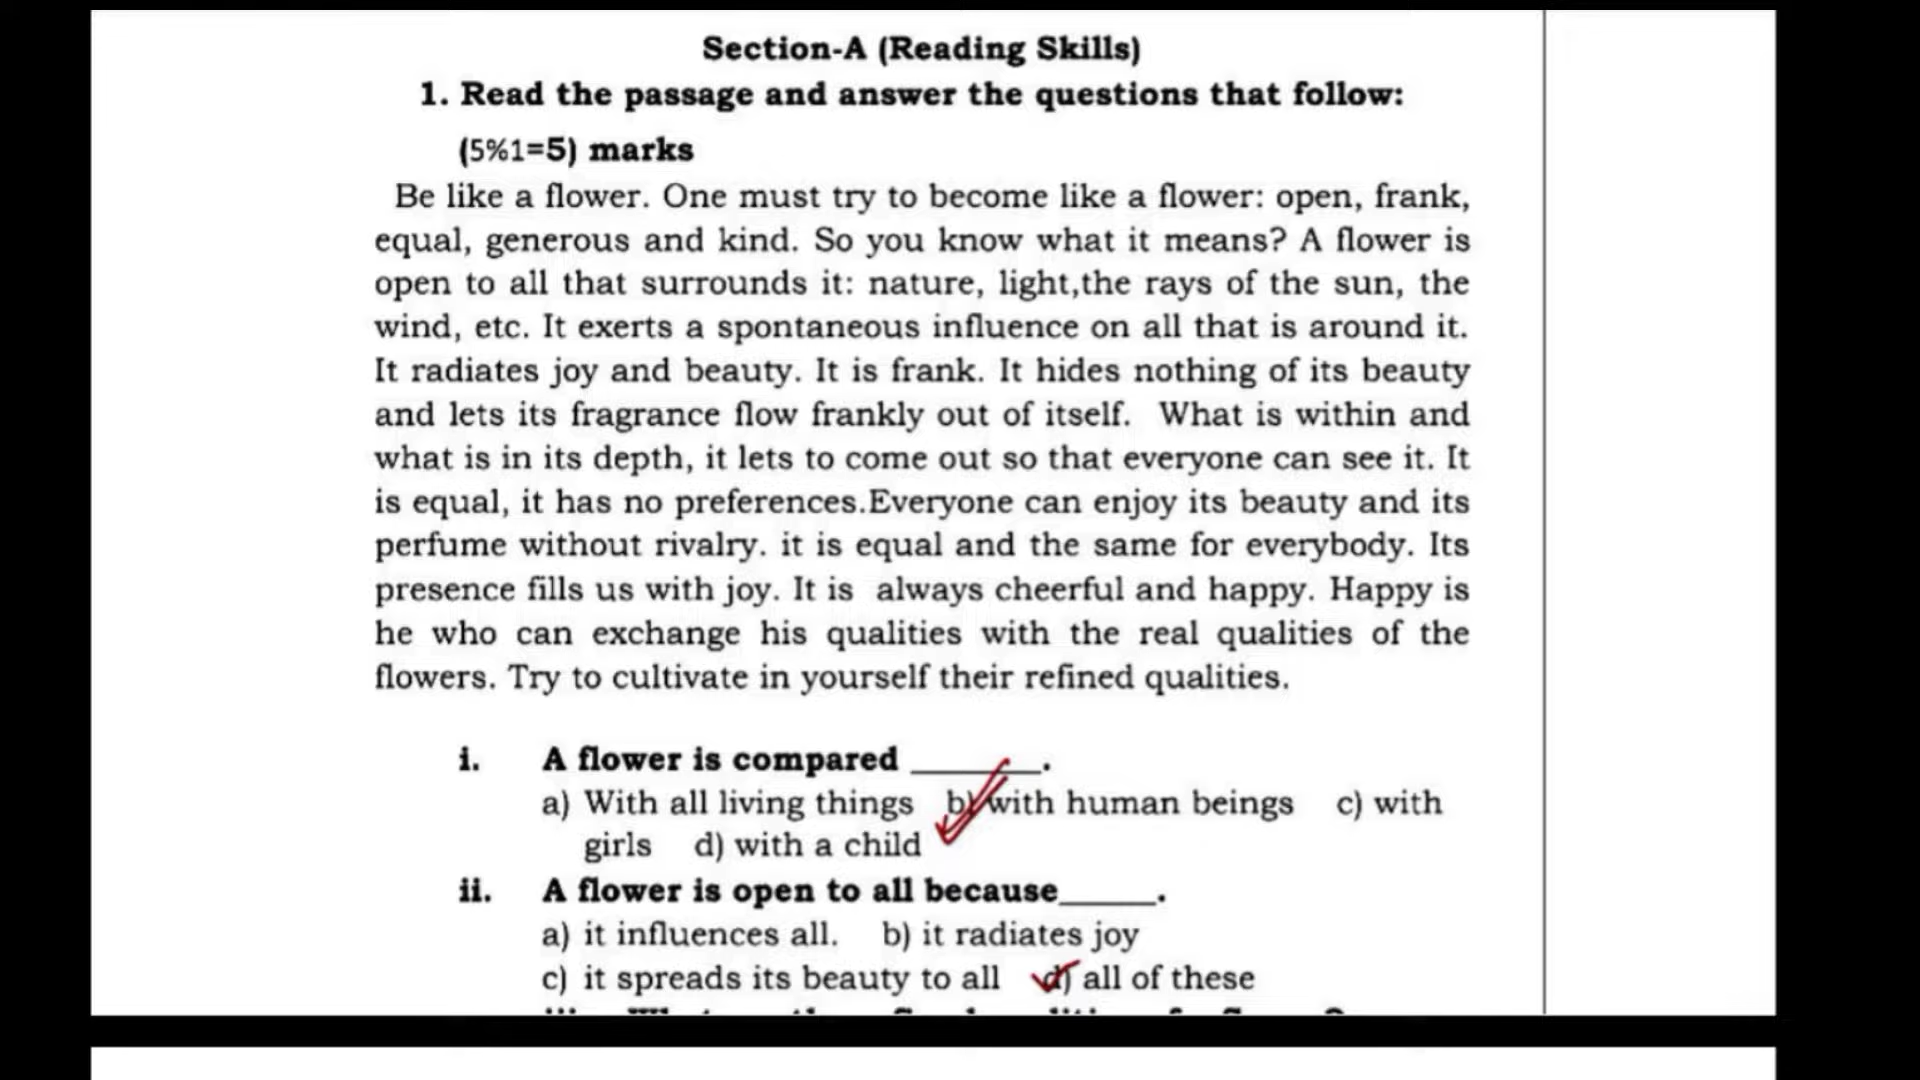 Section-A (Reading Skills)
1. Read the passage and answer the questions that follow:
(5%1=5) marks
Be like a flower. One must try to become like a flower: open, frank,
equal, generous and kind. So you know what it means? A flower is
open to all that surrounds it: nature, light,the rays of the sun, the
wind, etc. It exerts a spontaneous influence on all that is around it.
It radiates joy and beauty. It is frank. It hides nothing of its beauty
and lets its fragrance flow frankly out of itself. What is within and
what is in its depth, it lets to come out so that everyone can see it. It
is equal, it has no preferences.Everyone can enjoy its beauty and its
perfume without rivalry. it is equal and the same for everybody. Its
presence fills us with joy. It is always cheerful and happy. Happy is
he who can exchange his qualities with the real qualities of the
flowers. Try to cultivate in yourself their refined qualities.
i. A flower is compared _______.
a) With all living things b) with human beings c) with
girls d) with a child
ii. A flower is open to all because_____.
a) it influences all. b) it radiates joy
c) it spreads its beauty to all d) all of these